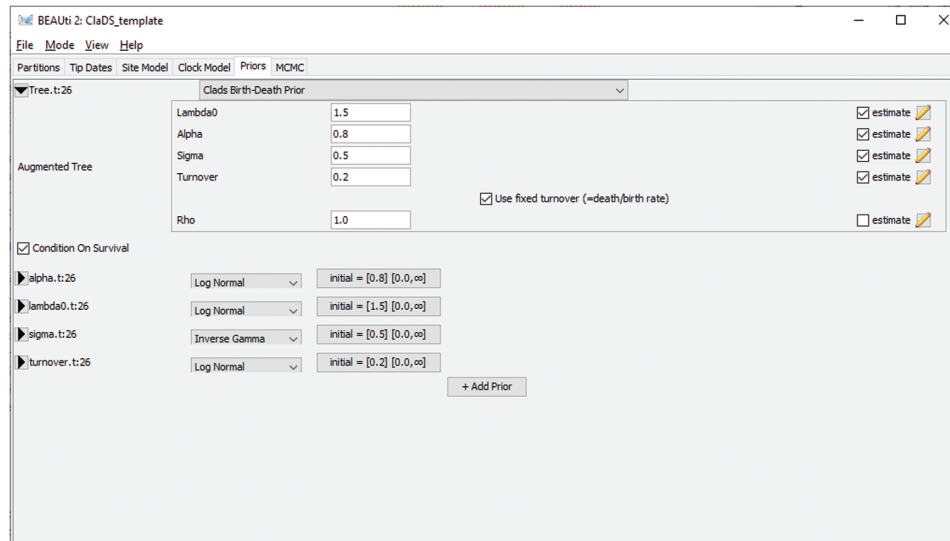 BEAUti 2: ClaDS_template
File Mode View Help
Partitions Tip Dates Site Model Clock Model Priors MCMC
Tree.t:26 Clads Birth-Death Prior
Lambda0 1.5 estimate
Alpha 0.8 estimate
Sigma 0.5 estimate
Augmented Tree
Turnover 0.2 estimate
Use fixed turnover (=death/birth rate)
Rho 1.0 estimate
Condition On Survival
alpha.t:26 Log Normal initial = [0.8] [0.0,∞]
lambda0.t:26 Log Normal initial = [1.5] [0.0,∞]
sigma.t:26 Inverse Gamma initial = [0.5] [0.0,∞]
turnover.t:26 Log Normal initial = [0.2] [0.0,∞]
+ Add Prior